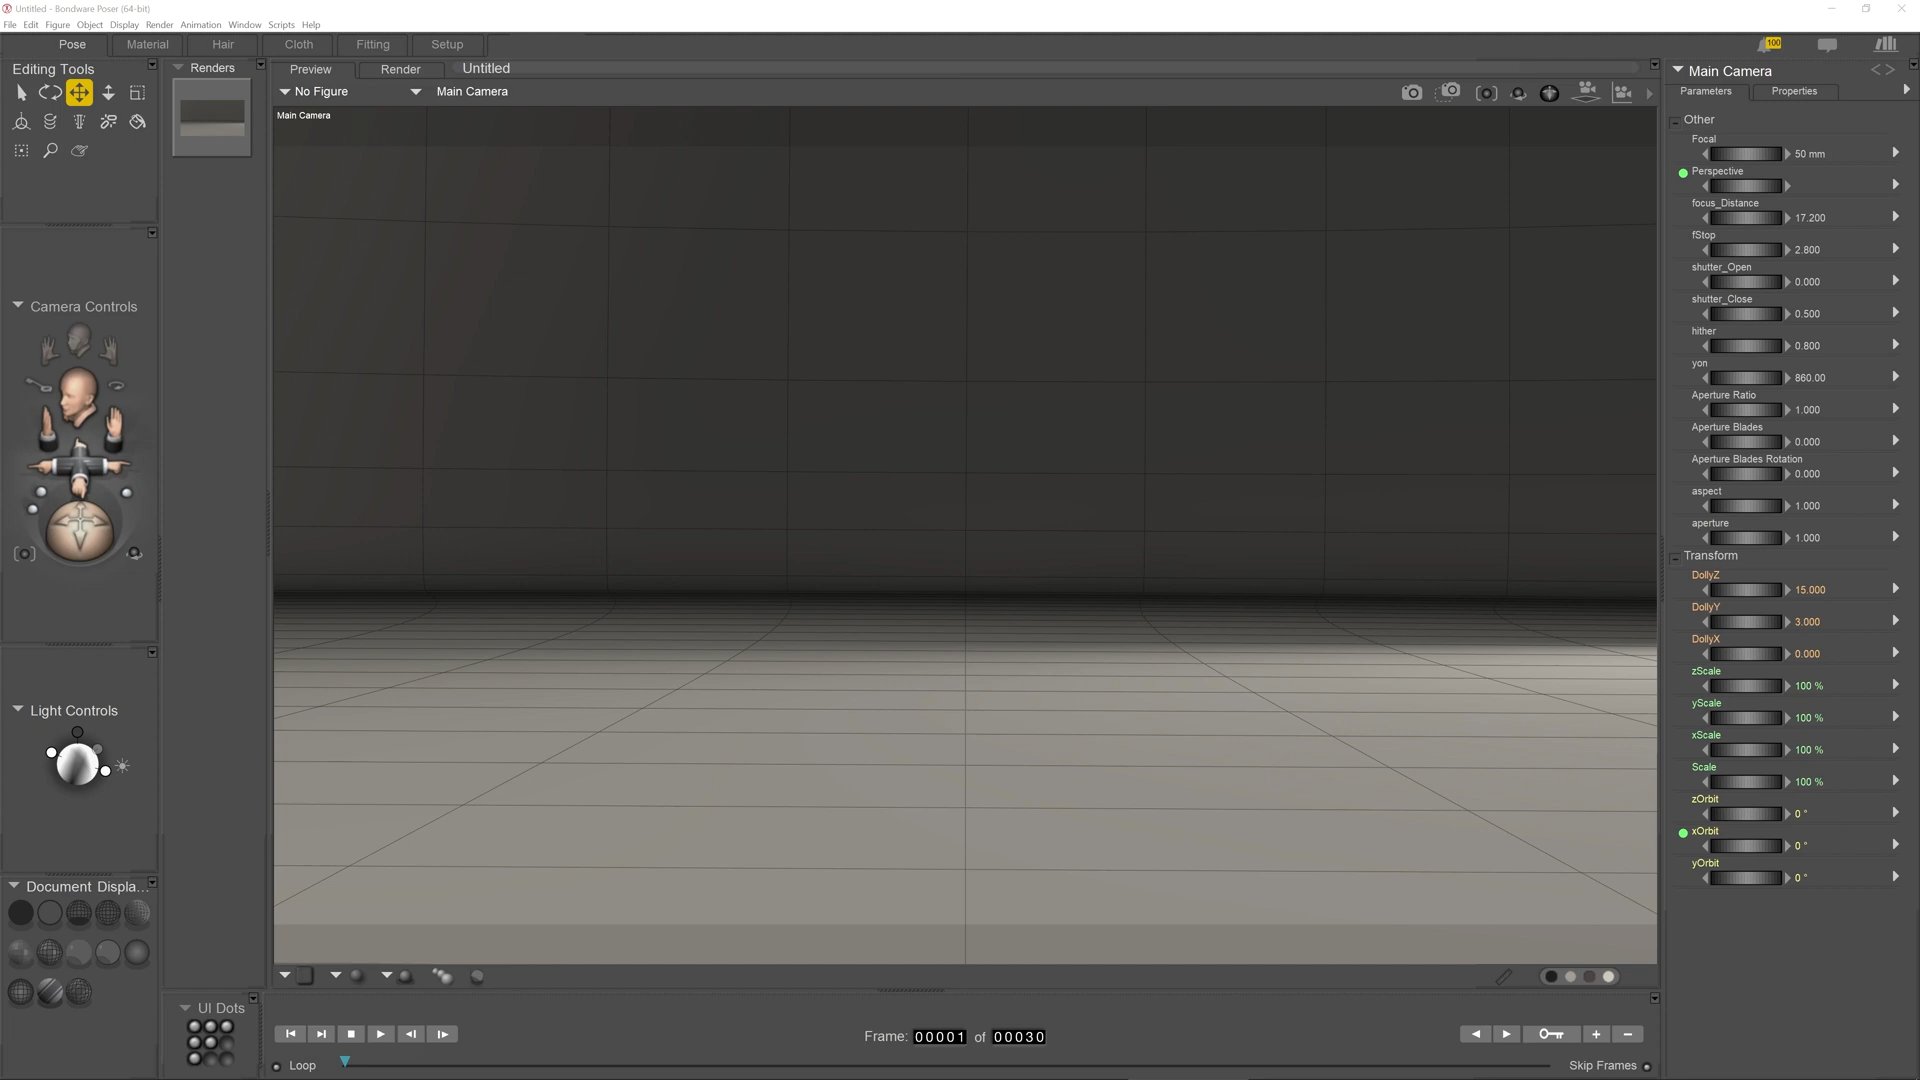 Untitled - Bondware Poser (64-bit)
File Edit Figure Object Display Render Animation Window Scripts Help
Pose Material Hair Cloth Fitting Setup
100
Editing Tools
Renders
Preview Render Untitled
No Figure Main Camera
Main Camera
Camera Controls
Light Controls
Document Displa...
UI Dots
Frame: 00001 of 00030
Loop
Skip Frames
Main Camera
Parameters Properties
Other
Focal
50 mm
Perspective
focus_Distance
17.200
fStop
2.800
shutter_Open
0.000
shutter_Close
0.500
hither
0.800
yon
860.00
Aperture Ratio
1.000
Aperture Blades
0.000
Aperture Blades Rotation
0.000
aspect
1.000
aperture
1.000
Transform
DollyZ
15.000
DollyY
3.000
DollyX
0.000
zScale
100 %
yScale
100 %
xScale
100 %
Scale
100 %
zOrbit
0 °
xOrbit
0 °
yOrbit
0 °